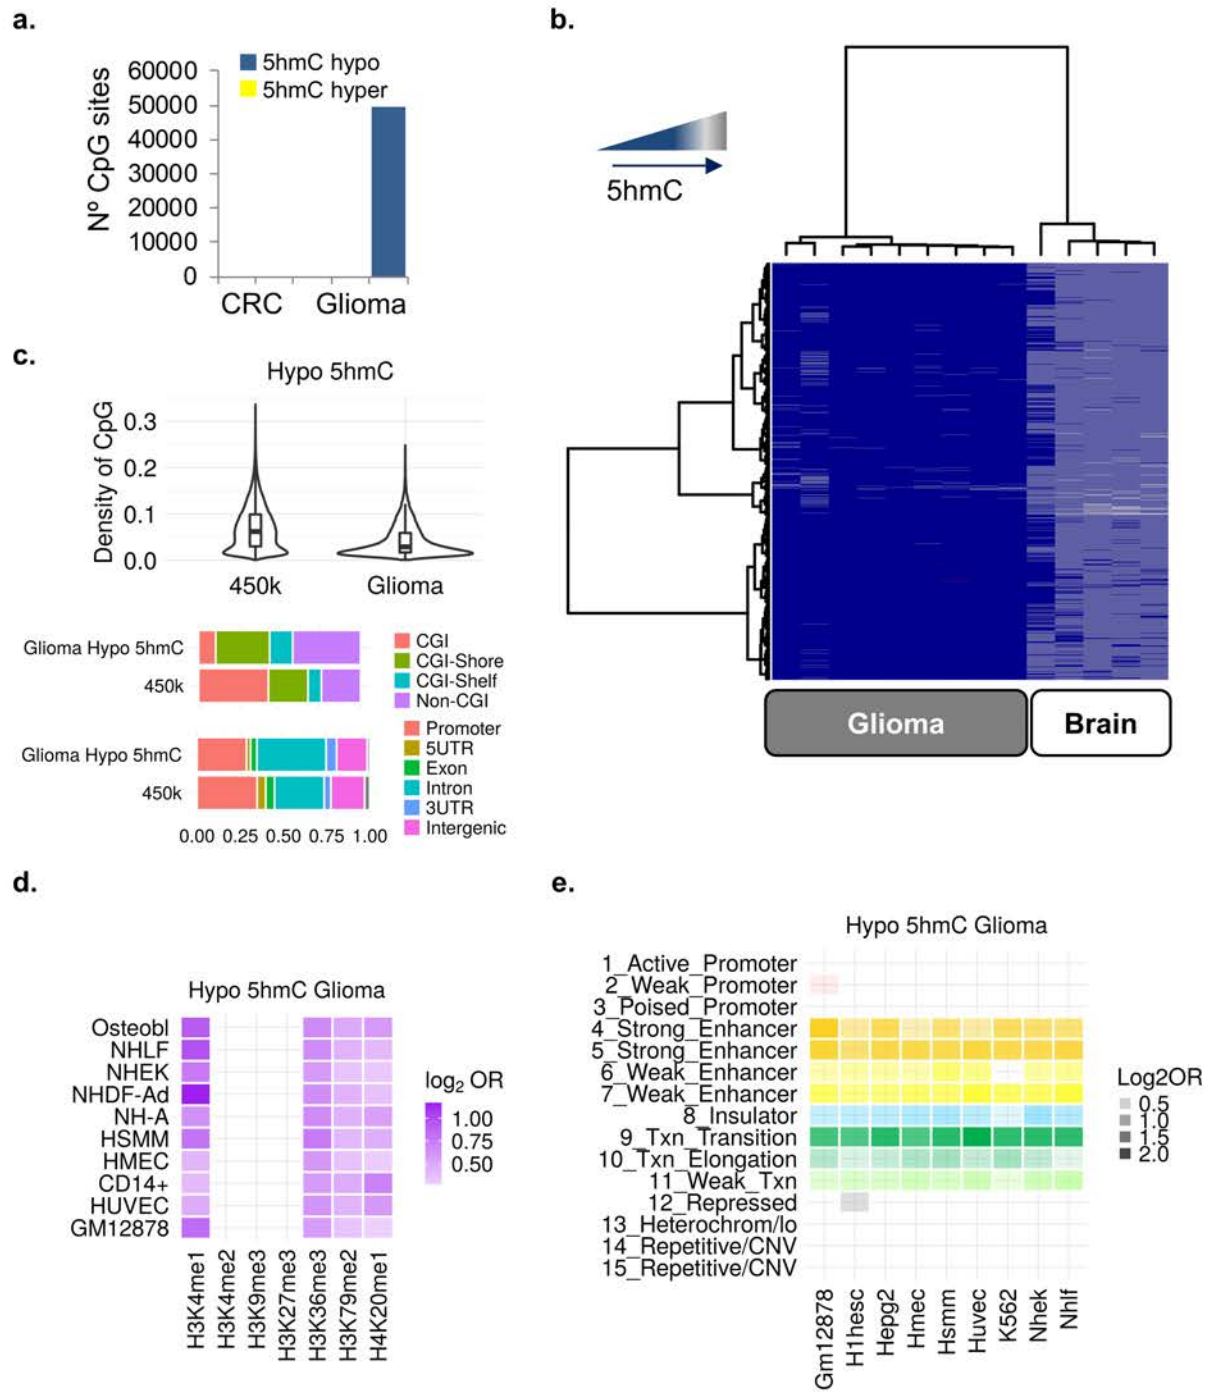 a.
5hmC hypo
5hmC hyper
Nº CpG sites
60000
50000
40000
30000
20000
10000
0
CRC
Glioma
b.
5hmC
Glioma
Brain
c.
Hypo 5hmC
Density of CpG
0.3
0.2
0.1
0.0
450k
Glioma
Glioma Hypo 5hmC
450k
CGI
CGI-Shore
CGI-Shelf
Non-CGI
Glioma Hypo 5hmC
450k
Promoter
5UTR
Exon
Intron
3UTR
Intergenic
0.00 0.25 0.50 0.75 1.00
d.
Hypo 5hmC Glioma
Osteobl
NHLF
NHEK
NHDF-Ad
NH-A
HSMM
HMEC
CD14+
HUVEC
GM12878
H3K4me1
H3K4me2
H3K9me3
H3K27me3
H3K36me3
H3K79me2
H4K20me1
log2 OR
1.00
0.75
0.50
e.
Hypo 5hmC Glioma
1_Active_Promoter
2_Weak_Promoter
3_Poised_Promoter
4_Strong_Enhancer
5_Strong_Enhancer
6_Weak_Enhancer
7_Weak_Enhancer
8_Insulator
9_Txn_Transition
10_Txn_Elongation
11_Weak_Txn
12_Repressed
13_Heterochrom/lo
14_Repetitive/CNV
15_Repetitive/CNV
Gm12878
H1hesc
Hepg2
Hmec
Hsmm
Huvec
K562
Nhek
Nhlf
Log2OR
0.5
1.0
1.5
2.0